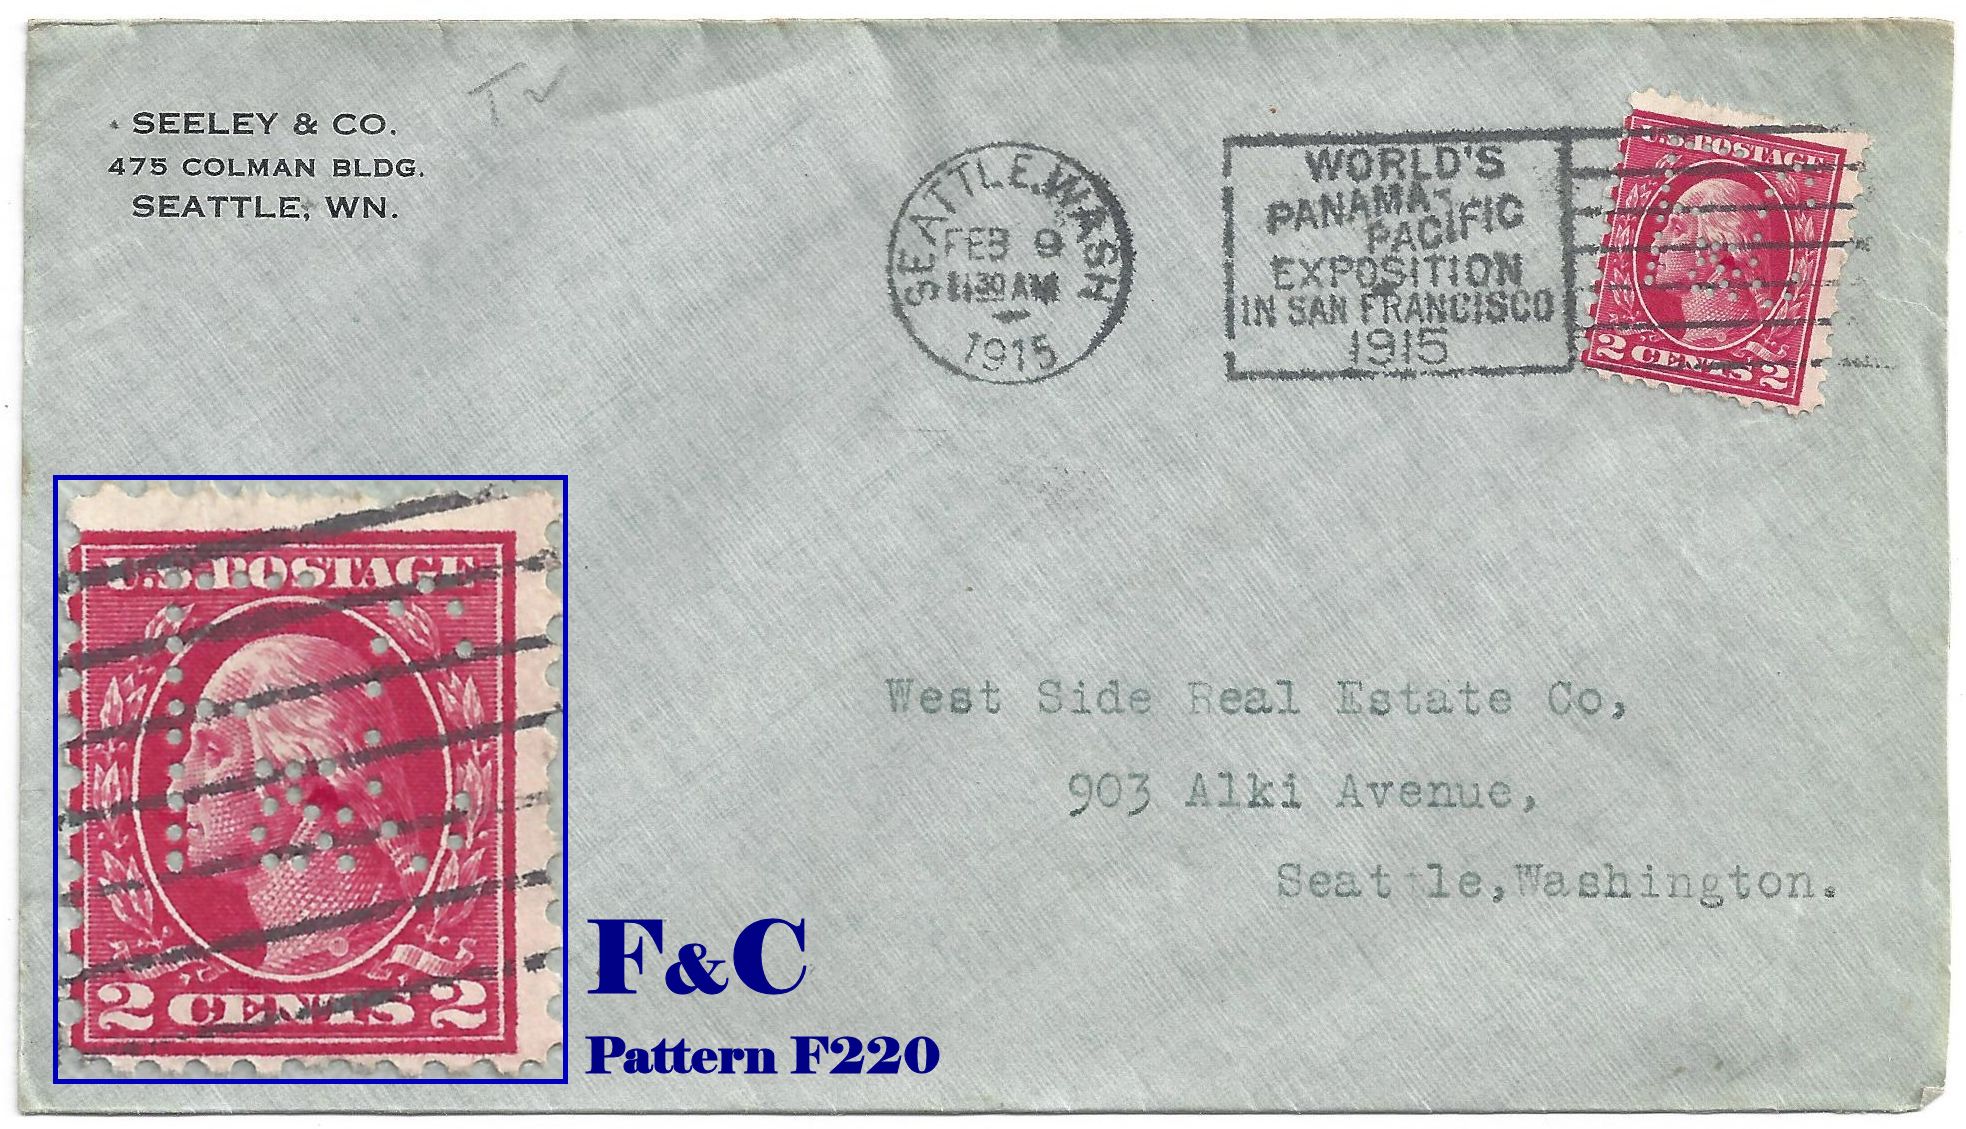 SEELEY & CO.
475 COLMAN BLDG.
SEATTLE, WN.
Tv
SEATTLE, WASH
FEB 9
11 30 AM
1915
WORLD'S
PANAMA-
PACIFIC
EXPOSITION
IN SAN FRANCISCO
1915
U.S. POSTAGE
2 CENTS 2
West Side Real Estate Co,
903 Alki Avenue,
Seattle, Washington.
U.S. POSTAGE
2 CENTS 2
F&C
Pattern F220